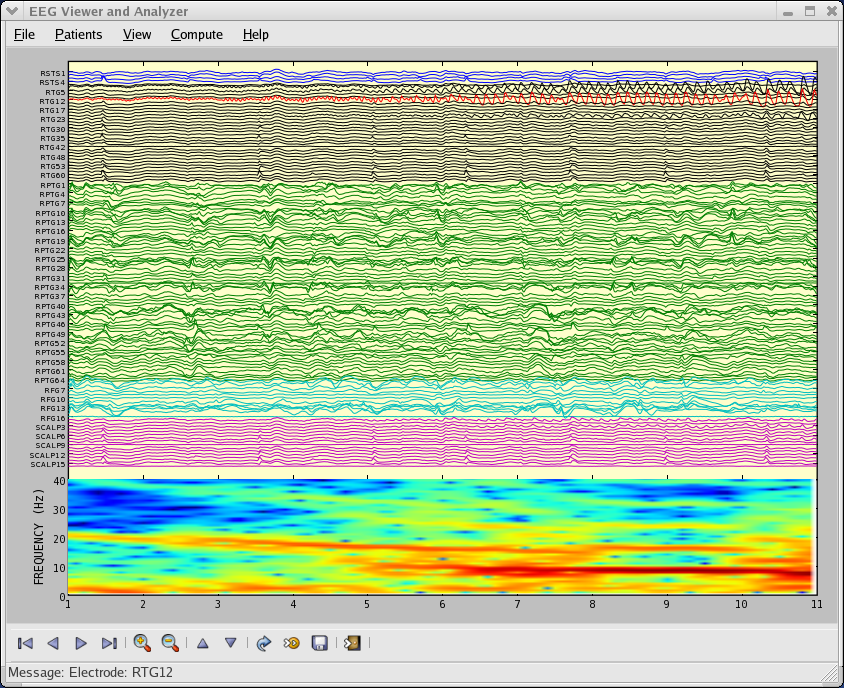 EEG Viewer and Analyzer
File Patients View Compute Help
RSTS1
RSTS4
RTG5
RTG12
RTG17
RTG23
RTG30
RTG35
RTG42
RTG48
RTG53
RTG60
RPTG1
RPTG4
RPTG7
RPTG10
RPTG13
RPTG16
RPTG19
RPTG22
RPTG25
RPTG28
RPTG31
RPTG34
RPTG37
RPTG40
RPTG43
RPTG46
RPTG49
RPTG52
RPTG55
RPTG58
RPTG61
RPTG64
RFG7
RFG10
RFG13
RFG16
SCALP3
SCALP6
SCALP9
SCALP12
SCALP15
FREQUENCY (Hz)
40
30
20
10
0
1 2 3 4 5 6 7 8 9 10 11
Message: Electrode: RTG12